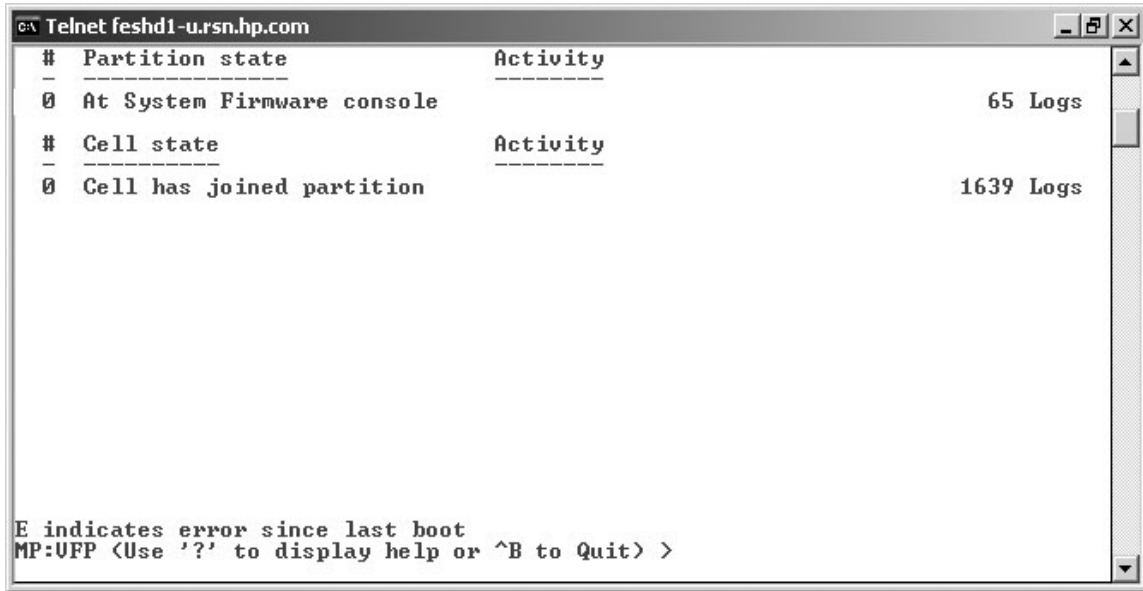 Telnet feshd1-u.rsn.hp.com
# Partition state Activity
- --------------- --------
0 At System Firmware console 65 Logs
# Cell state Activity
- ---------- --------
0 Cell has joined partition 1639 Logs
E indicates error since last boot
MP:VFP (Use '?' to display help or ^B to Quit) >